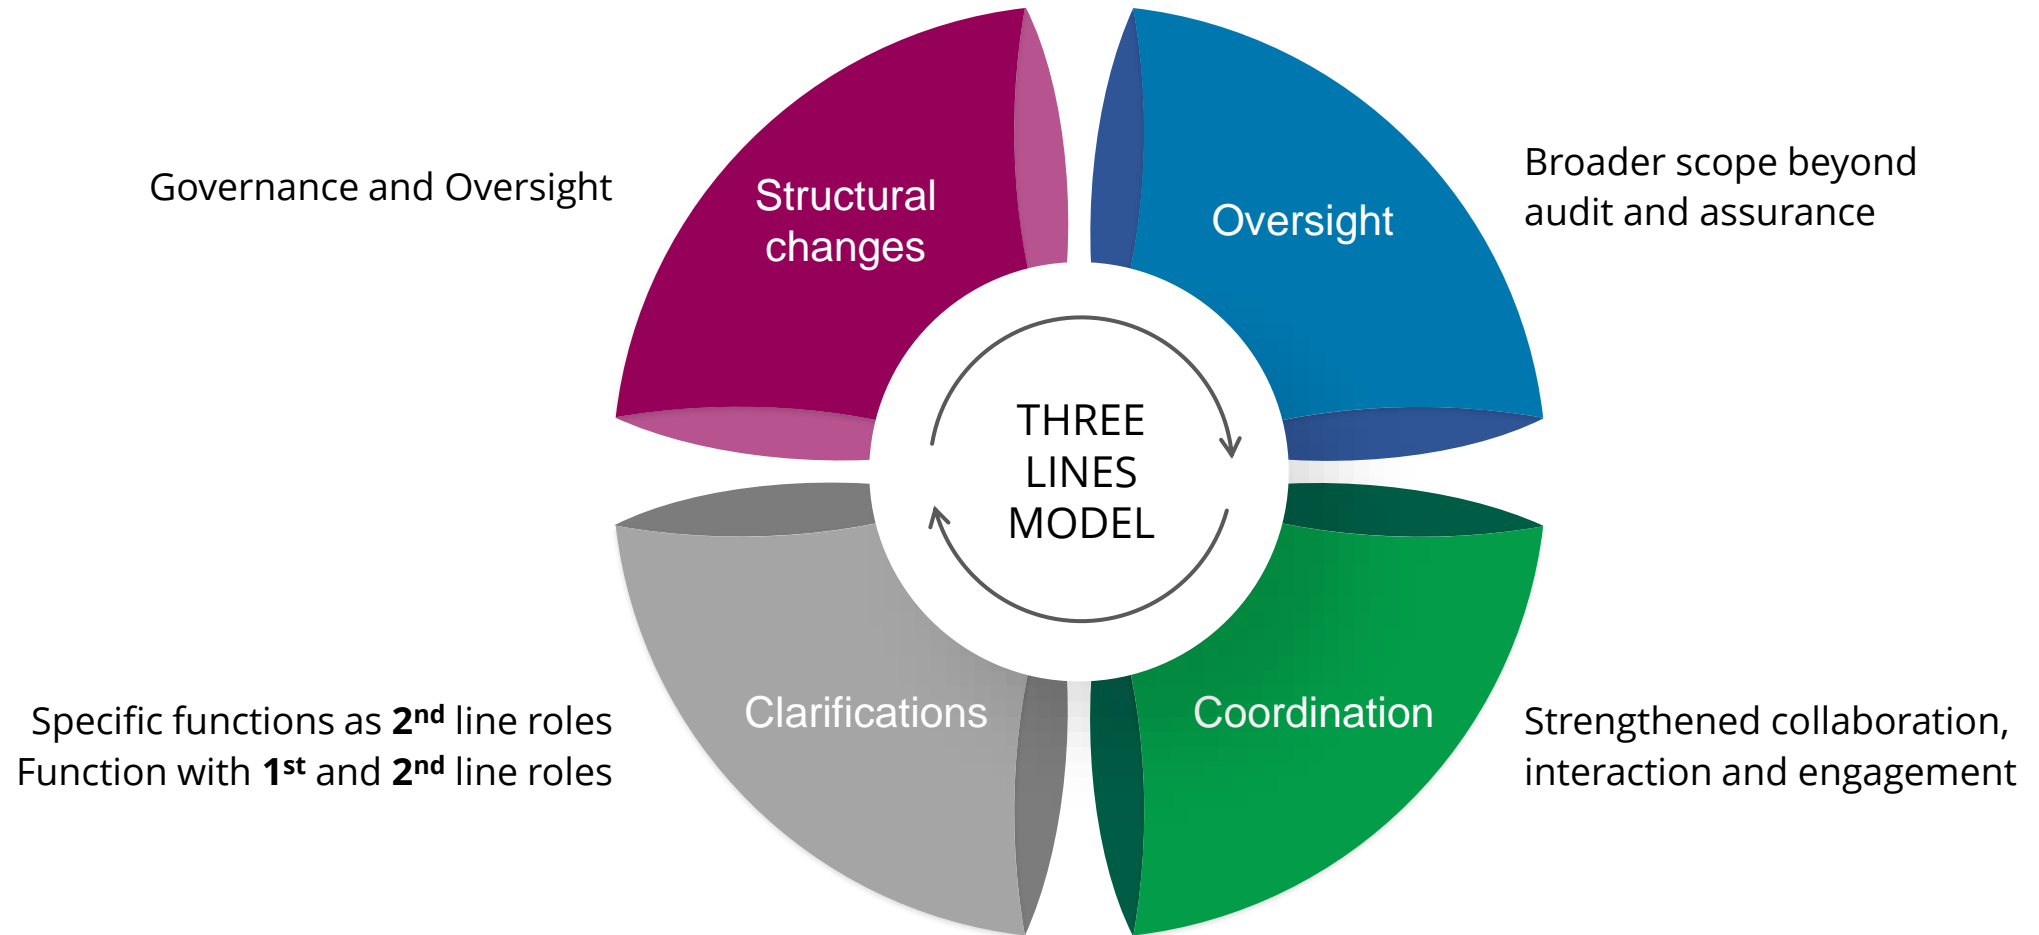 Governance and Oversight
Structural
changes
Oversight
Broader scope beyond
audit and assurance
THREE
LINES
MODEL
Specific functions as 2nd line roles
Function with 1st and 2nd line roles
Clarifications
Coordination
Strengthened collaboration,
interaction and engagement